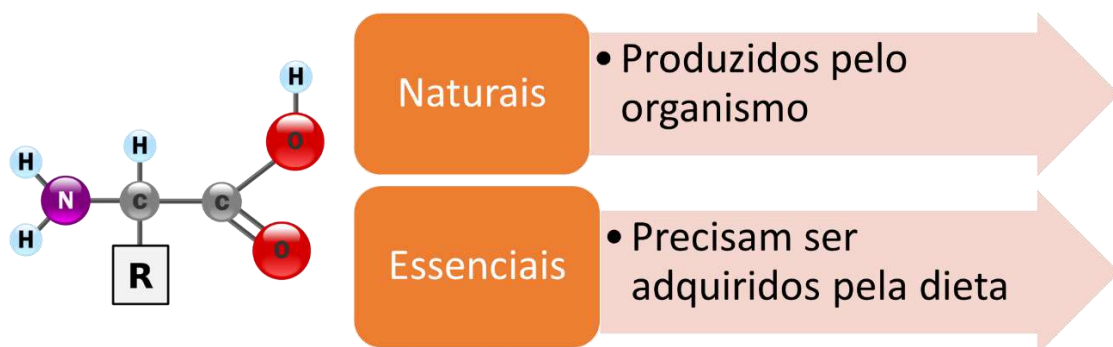 H
H
H
N
C
C
O
O
H
R
Naturais
• Produzidos pelo
organismo
Essenciais
• Precisam ser
adquiridos pela dieta